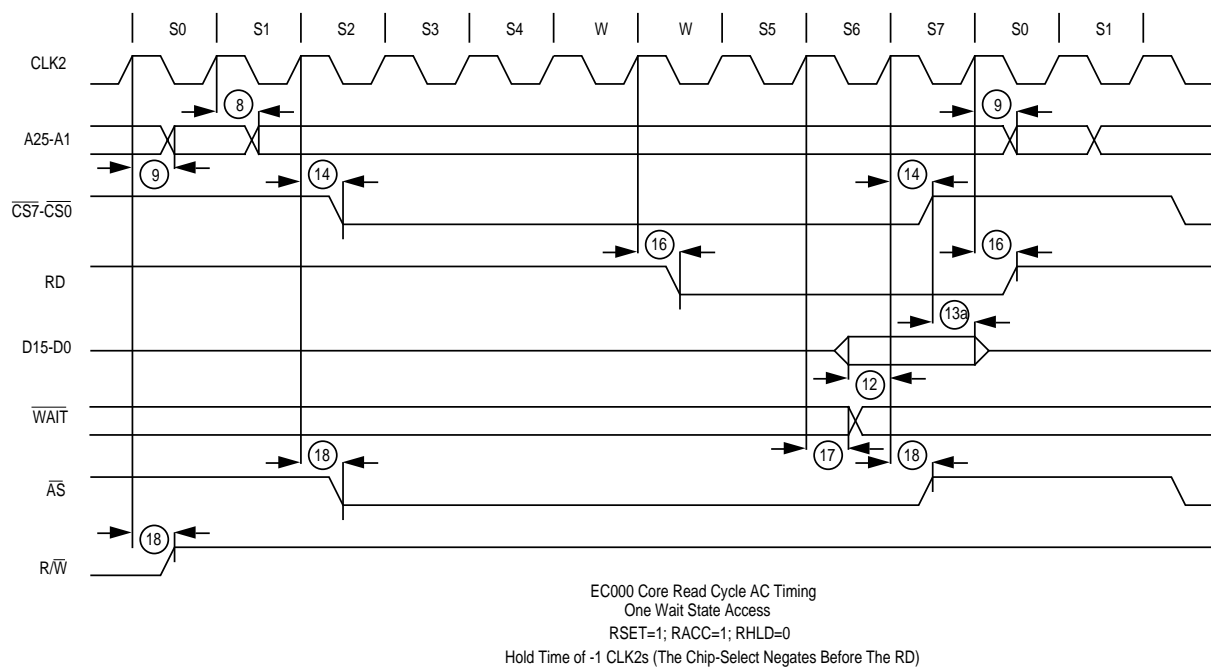 S0 S1 S2 S3 S4 W W S5 S6 S7 S0 S1
CLK2
8 9
A25-A1
9 14 14
CS7-CS0
16 16
RD
13a
D15-D0
12
WAIT
18 17 18
AS
18
R/W
EC000 Core Read Cycle AC Timing
One Wait State Access
RSET=1; RACC=1; RHLD=0
Hold Time of -1 CLK2s (The Chip-Select Negates Before The RD)